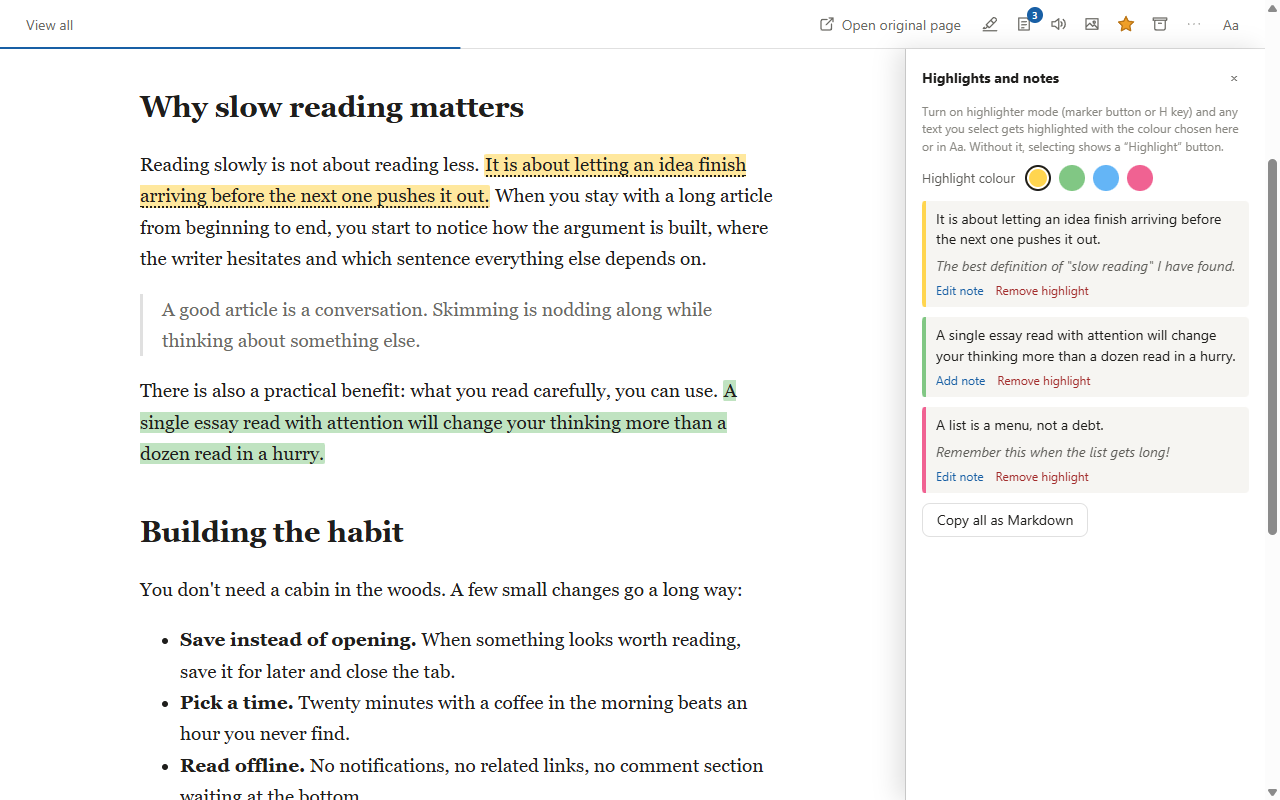 View all
Open original page
3
Aa
Why slow reading matters
Reading slowly is not about reading less. It is about letting an idea finish
arriving before the next one pushes it out. When you stay with a long article
from beginning to end, you start to notice how the argument is built, where
the writer hesitates and which sentence everything else depends on.
A good article is a conversation. Skimming is nodding along while
thinking about something else.
There is also a practical benefit: what you read carefully, you can use. A
single essay read with attention will change your thinking more than a
dozen read in a hurry.
Building the habit
You don't need a cabin in the woods. A few small changes go a long way:
• Save instead of opening. When something looks worth reading,
save it for later and close the tab.
• Pick a time. Twenty minutes with a coffee in the morning beats an
hour you never find.
• Read offline. No notifications, no related links, no comment section
waiting at the bottom.
Highlights and notes
×
Turn on highlighter mode (marker button or H key) and any
text you select gets highlighted with the colour chosen here
or in Aa. Without it, selecting shows a “Highlight” button.
Highlight colour
It is about letting an idea finish arriving before
the next one pushes it out.
The best definition of "slow reading" I have found.
Edit note Remove highlight
A single essay read with attention will change
your thinking more than a dozen read in a hurry.
Add note Remove highlight
A list is a menu, not a debt.
Remember this when the list gets long!
Edit note Remove highlight
Copy all as Markdown